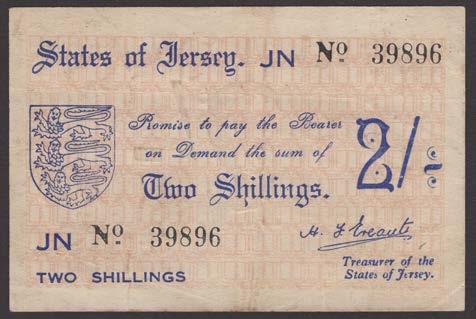 States of Jersey. JN Nº 39896
Promise to pay the Bearer
on Demand the sum of
Two Shillings.
2/-
JN Nº 39896
H. F. Ereaut
TWO SHILLINGS
Treasurer of the
States of Jersey.